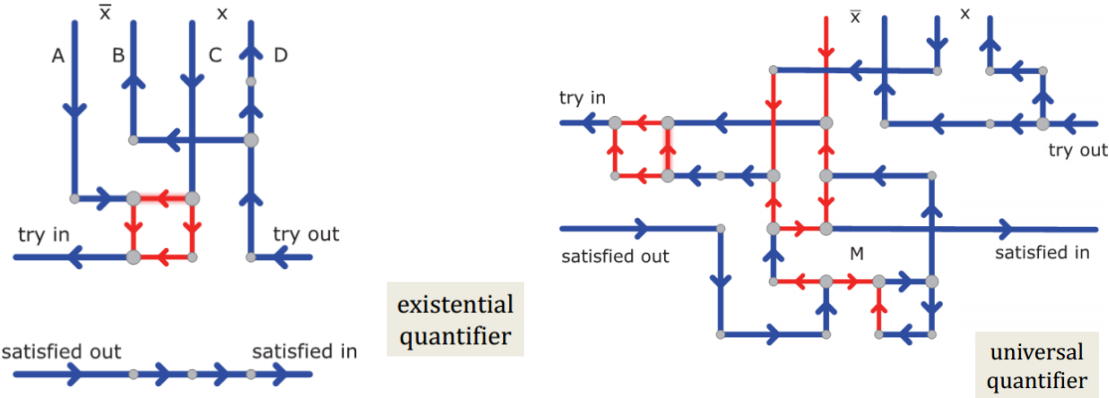 x̅ x
A B C D
try in try out
existential
quantifier
satisfied out satisfied in
x̅ x
try in
try out
satisfied out M satisfied in
universal
quantifier